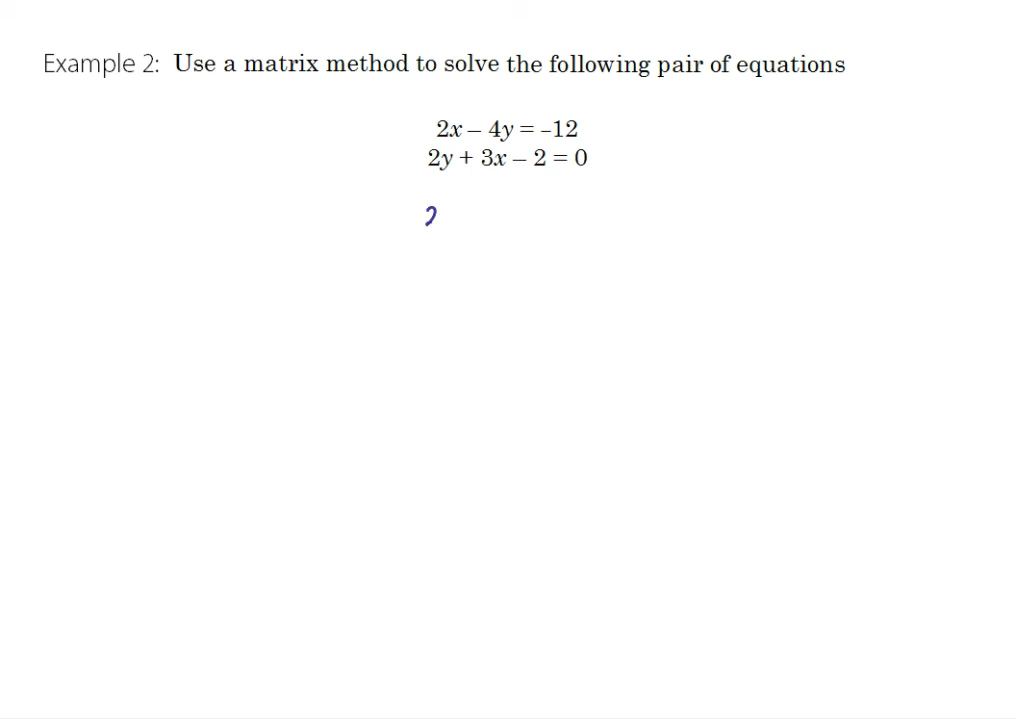 Example 2: Use a matrix method to solve the following pair of equations
2x – 4y = –12
2y + 3x – 2 = 0